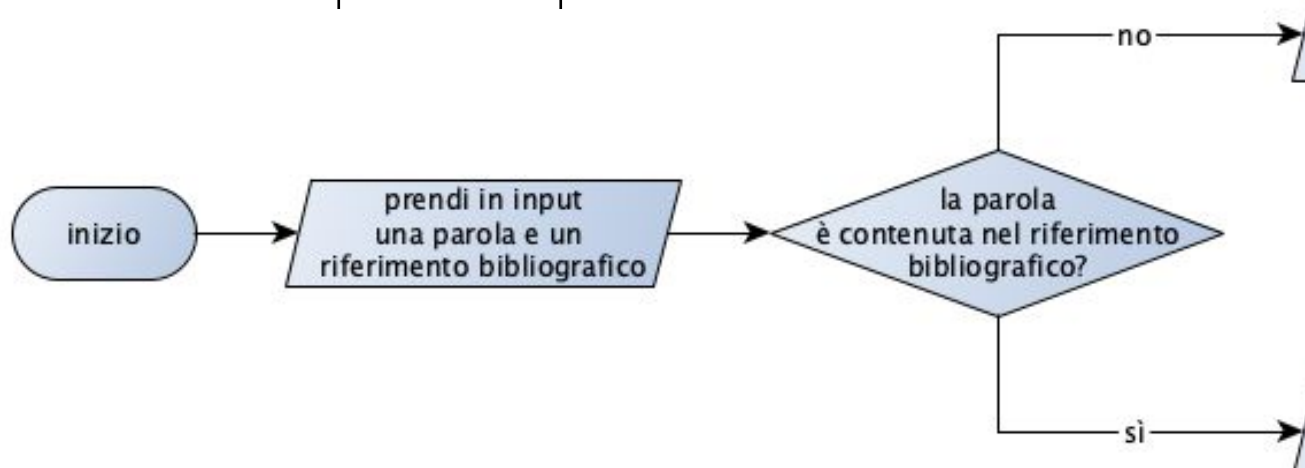 no
inizio
prendi in input
una parola e un
riferimento bibliografico
la parola
è contenuta nel riferimento
bibliografico?
sì